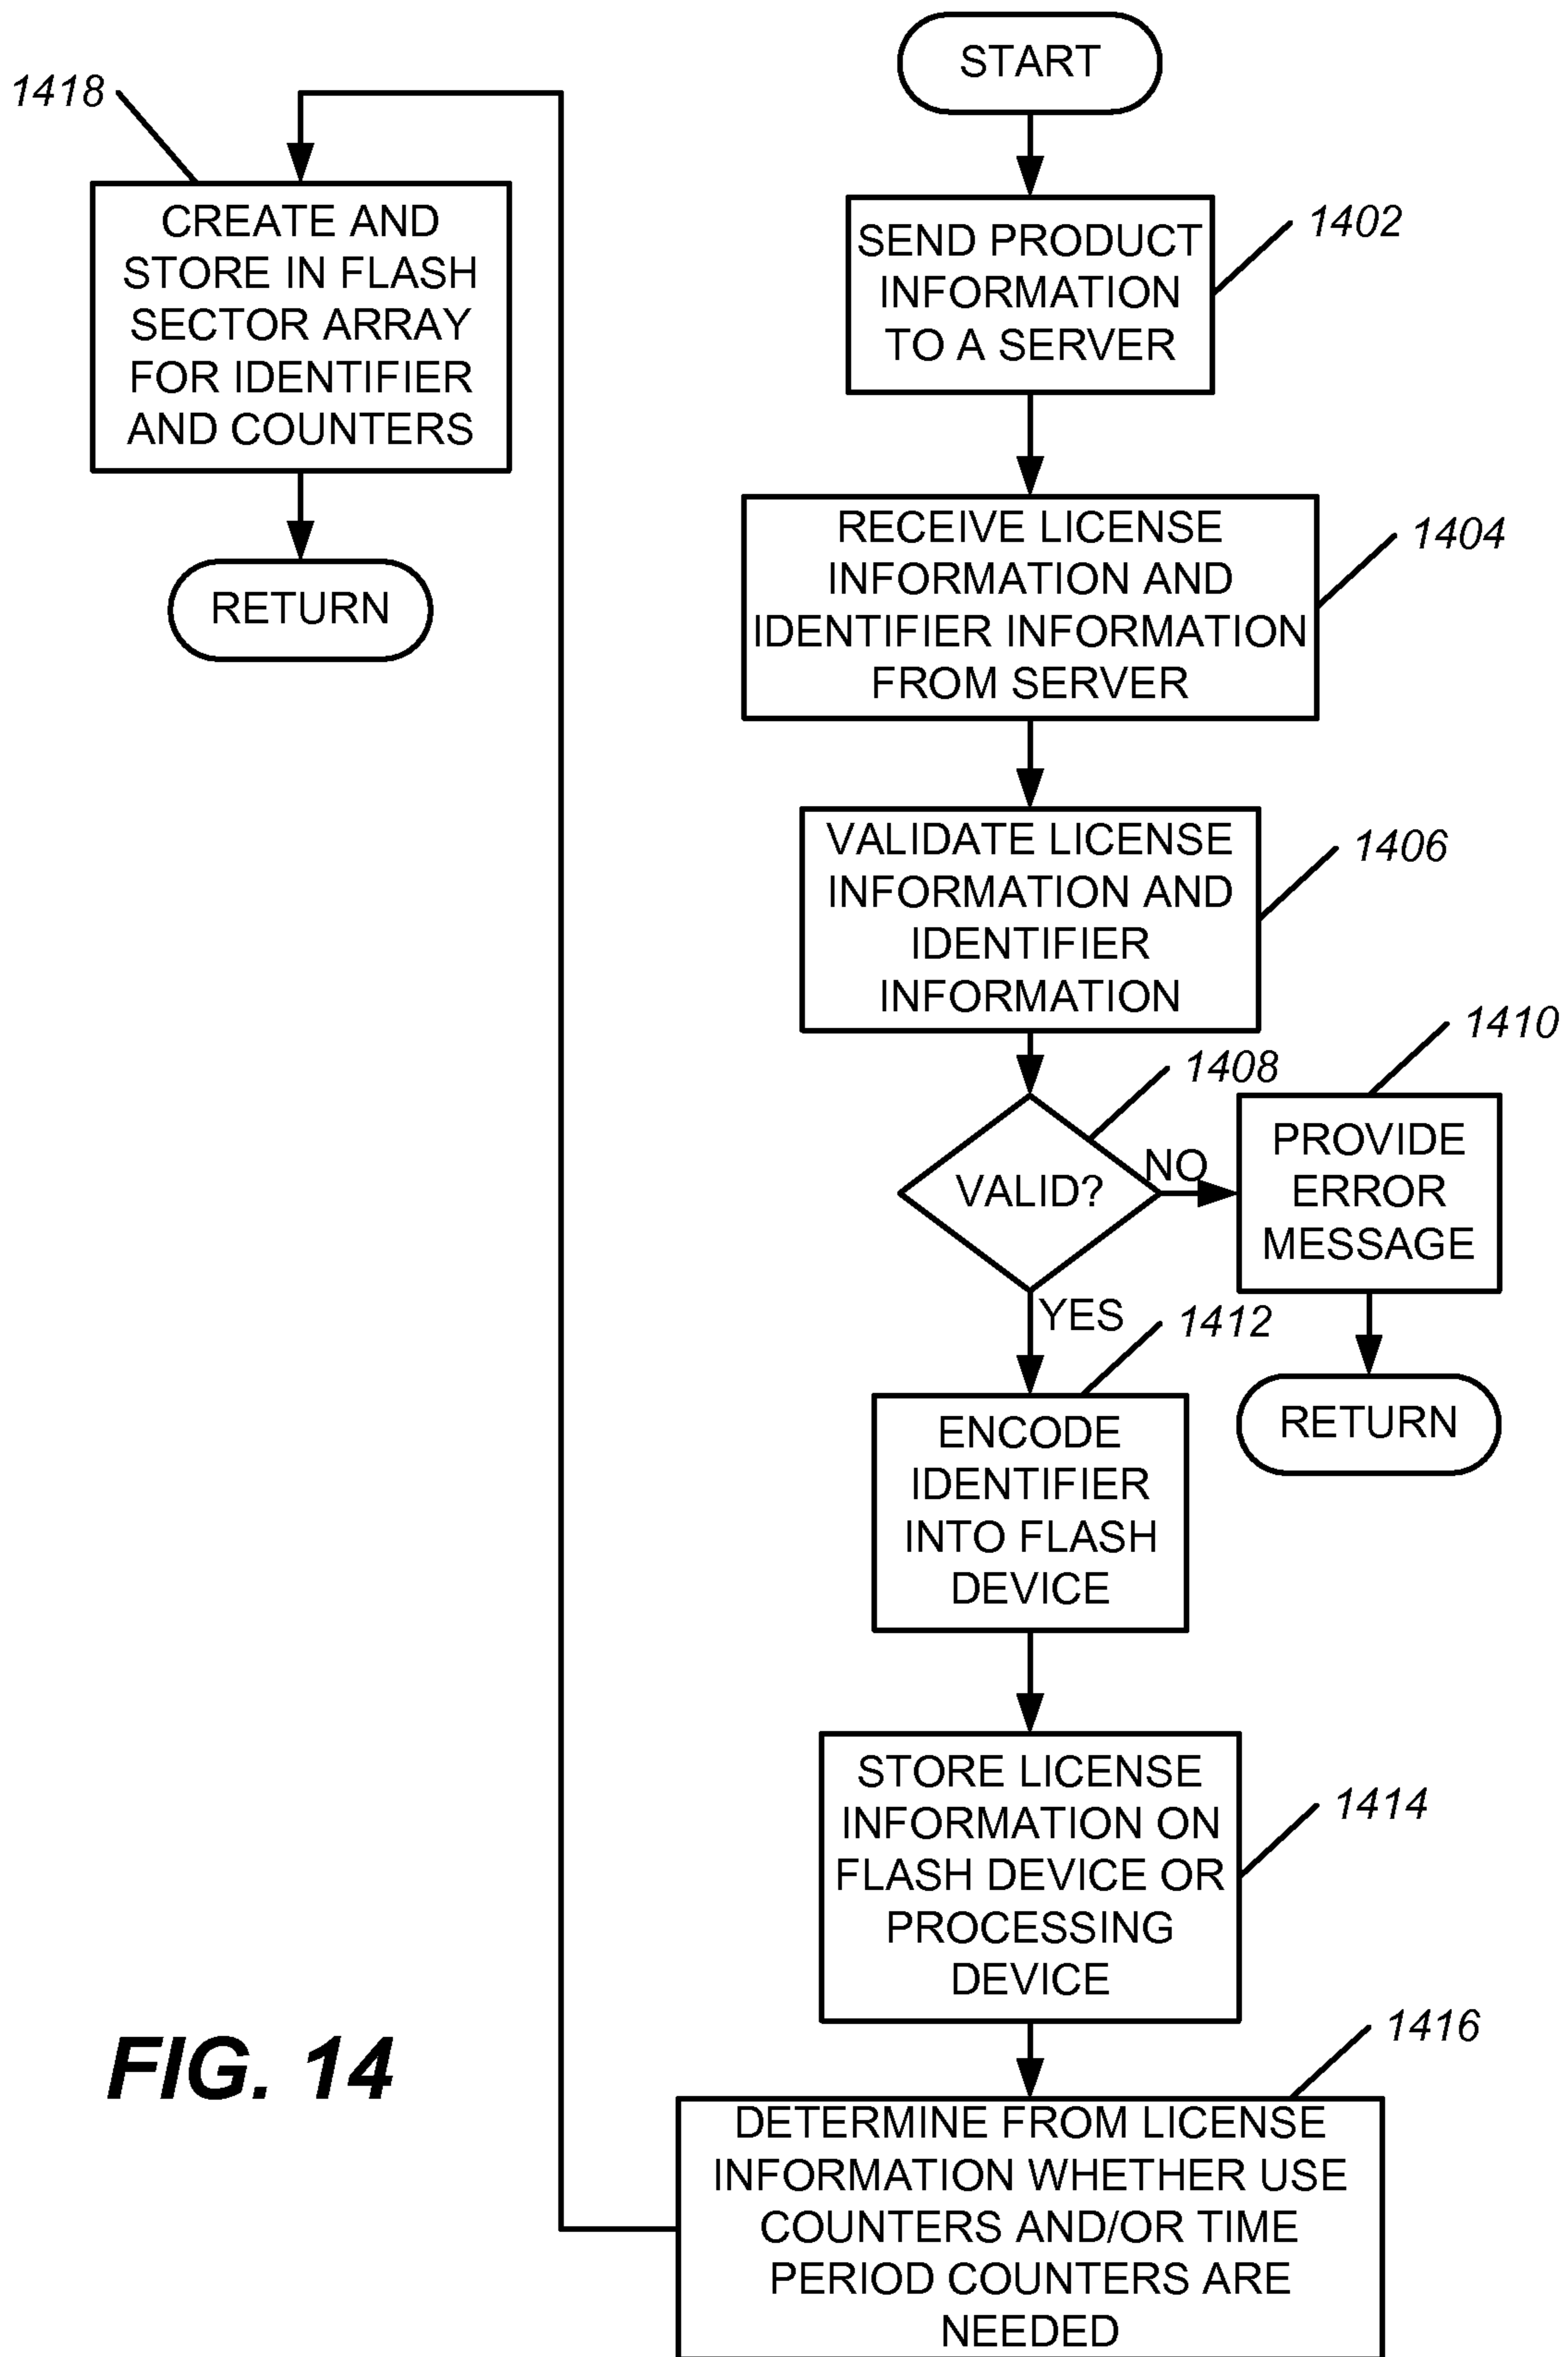 START
1402
SEND PRODUCT
INFORMATION
TO A SERVER
1404
RECEIVE LICENSE
INFORMATION AND
IDENTIFIER INFORMATION
FROM SERVER
1406
VALIDATE LICENSE
INFORMATION AND
IDENTIFIER
INFORMATION
1408
VALID?
NO
1410
PROVIDE
ERROR
MESSAGE
RETURN
YES
1412
ENCODE
IDENTIFIER
INTO FLASH
DEVICE
1414
STORE LICENSE
INFORMATION ON
FLASH DEVICE OR
PROCESSING
DEVICE
1416
DETERMINE FROM LICENSE
INFORMATION WHETHER USE
COUNTERS AND/OR TIME
PERIOD COUNTERS ARE
NEEDED
1418
CREATE AND
STORE IN FLASH
SECTOR ARRAY
FOR IDENTIFIER
AND COUNTERS
RETURN
FIG. 14